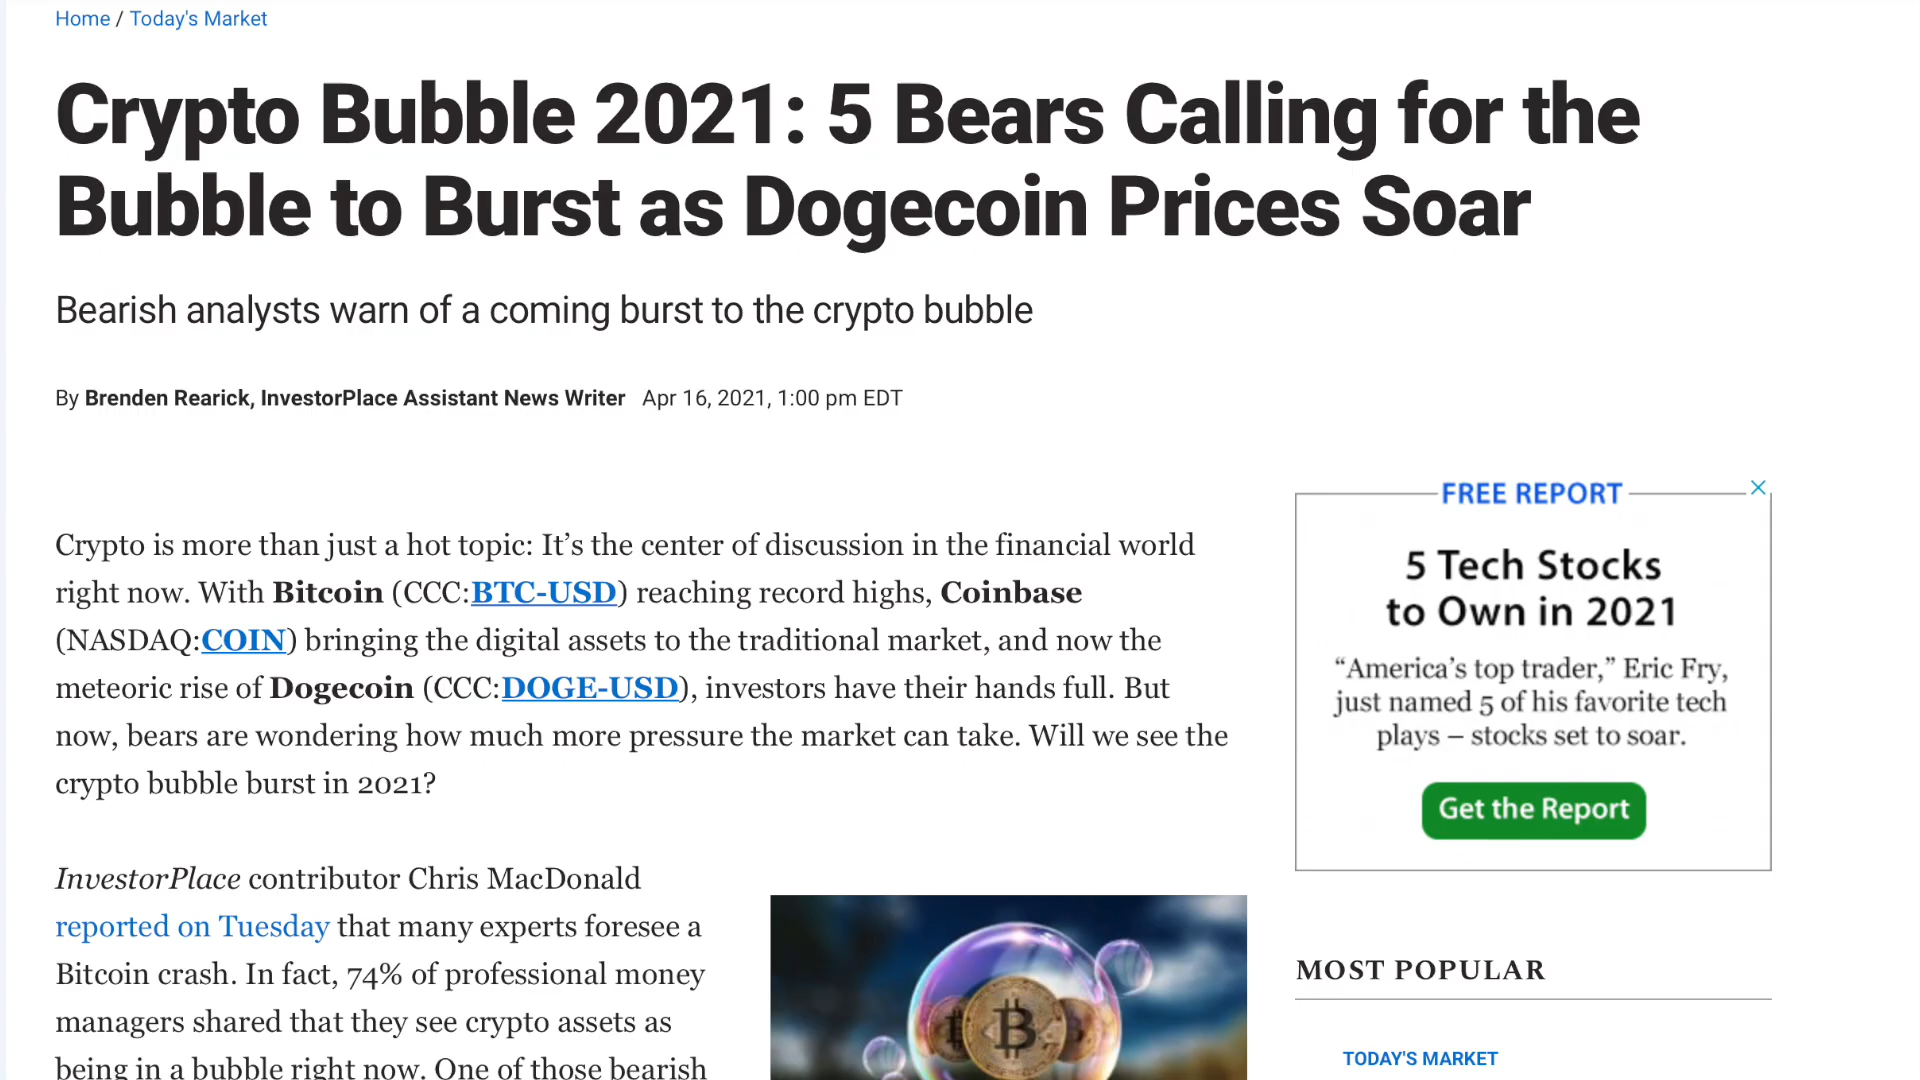 Home / Today's Market
Crypto Bubble 2021: 5 Bears Calling for the
Bubble to Burst as Dogecoin Prices Soar
Bearish analysts warn of a coming burst to the crypto bubble
By Brenden Rearick, InvestorPlace Assistant News Writer Apr 16, 2021, 1:00 pm EDT
Crypto is more than just a hot topic: It’s the center of discussion in the financial world
right now. With Bitcoin (CCC:BTC-USD) reaching record highs, Coinbase
(NASDAQ:COIN) bringing the digital assets to the traditional market, and now the
meteoric rise of Dogecoin (CCC:DOGE-USD), investors have their hands full. But
now, bears are wondering how much more pressure the market can take. Will we see the
crypto bubble burst in 2021?
InvestorPlace contributor Chris MacDonald
reported on Tuesday that many experts foresee a
Bitcoin crash. In fact, 74% of professional money
managers shared that they see crypto assets as
being in a bubble right now. One of those bearish
FREE REPORT
5 Tech Stocks
to Own in 2021
“America’s top trader,” Eric Fry,
just named 5 of his favorite tech
plays – stocks set to soar.
Get the Report
MOST POPULAR
TODAY'S MARKET